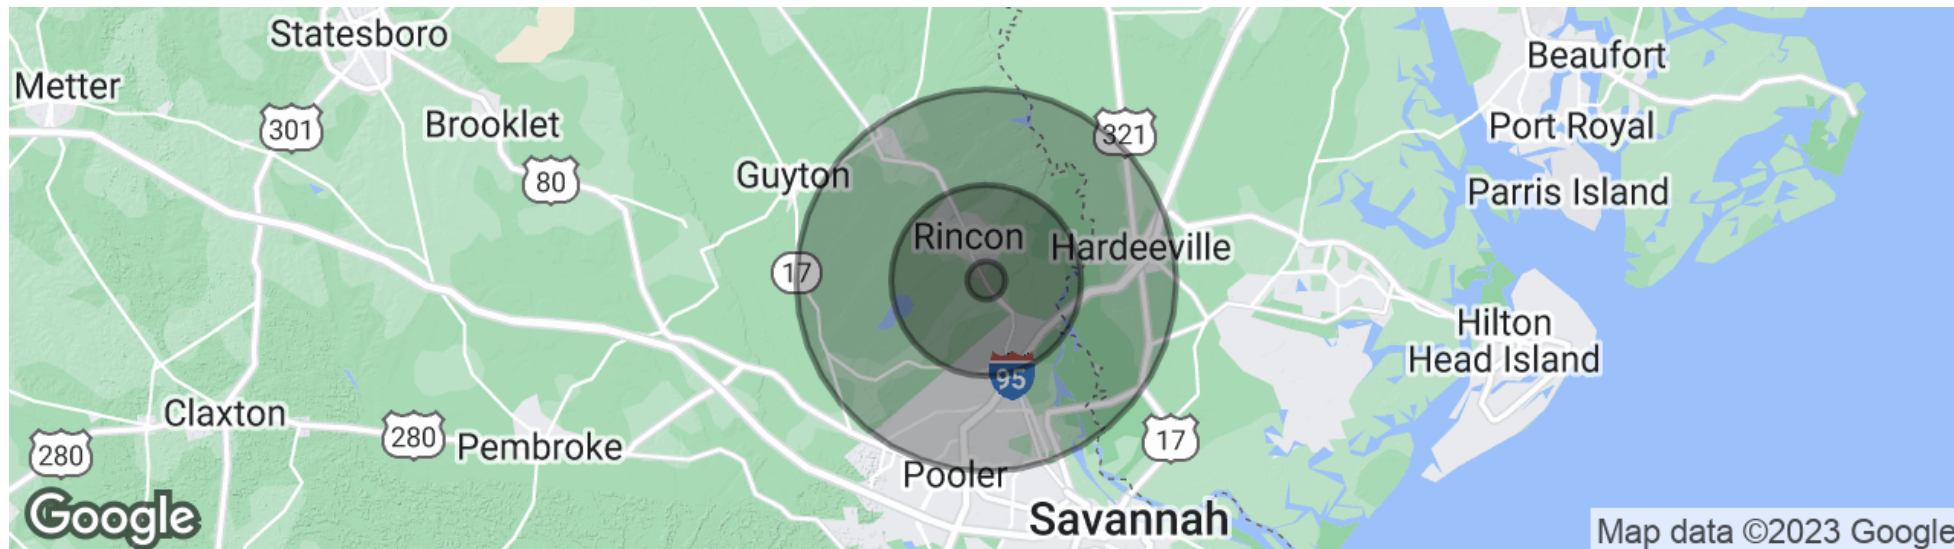 Statesboro
Beaufort
Metter
301
Brooklet
321
Port Royal
80
Guyton
Parris Island
Rincon
Hardeeville
17
Hilton
Head Island
95
Claxton
280
Pembroke
17
280
Pooler
Google
Savannah
Map data ©2023 Google